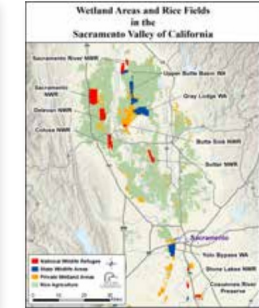 Wetland Areas and Rice Fields
in the
Sacramento Valley of California
Sacramento River NWR
Upper Butte Basin WA
Sacramento
NWR
Gray Lodge WA
Delevan NWR
Colusa NWR
Butte Sink NWR
Sutter NWR
Sacramento
Yolo Bypass WA
Stone Lakes NWR
Cosumnes River
Preserve
National Wildlife Refuges
State Wildlife Areas
Private Wetland Areas
Rice Agriculture